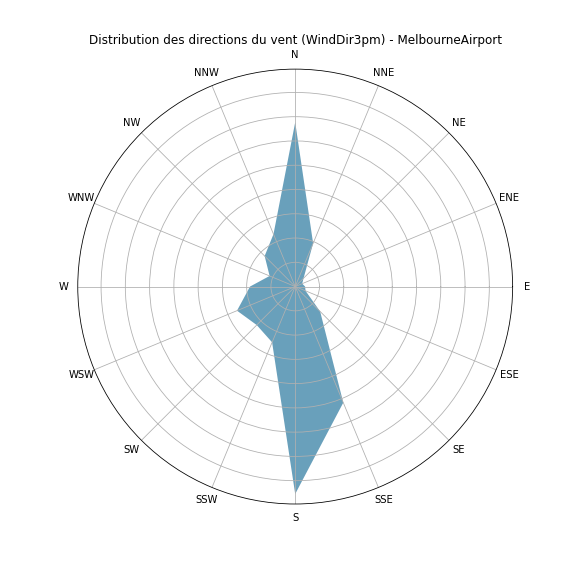 Distribution des directions du vent (WindDir3pm) - MelbourneAirport
N
NNW
NNE
NW
NE
WNW
ENE
W
E
WSW
ESE
SW
SE
SSW
SSE
S